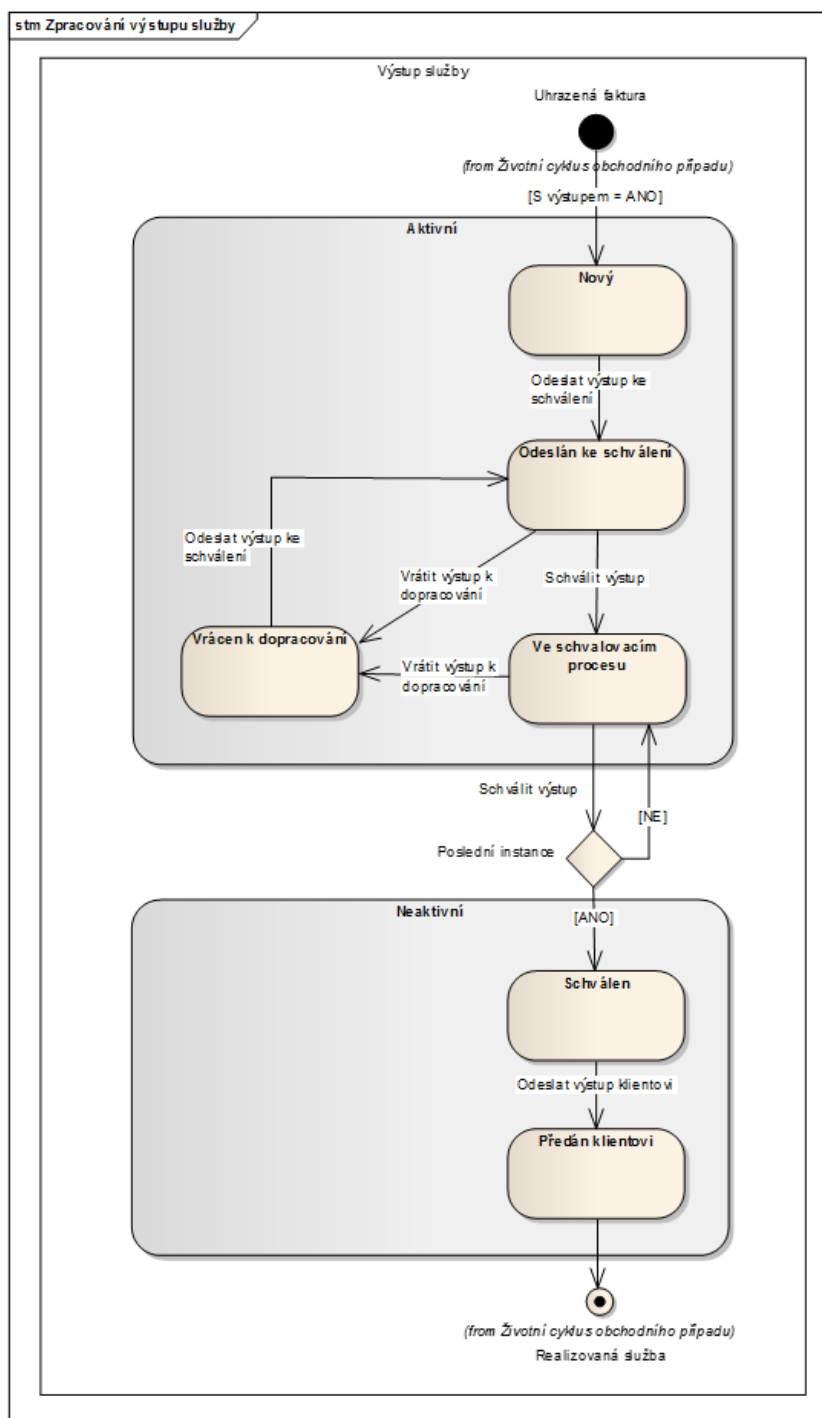 stm Zpracování výstupu služby
Výstup služby
Uhrazená faktura
(from Životní cyklus obchodního případu)
[S výstupem = ANO]
Aktivní
Nový
Odeslat výstup ke
schválení
Odeslán ke schválení
Odeslat výstup ke
schválení
Vrátit výstup k
dopracování
Schválit výstup
Vrácen k dopracování
Vrátit výstup k
dopracování
Ve schvalovacím
procesu
Schválit výstup
[NE]
Poslední instance
Neaktivní
[ANO]
Schválen
Odeslat výstup klientovi
Předán klientovi
(from Životní cyklus obchodního případu)
Realizovaná služba